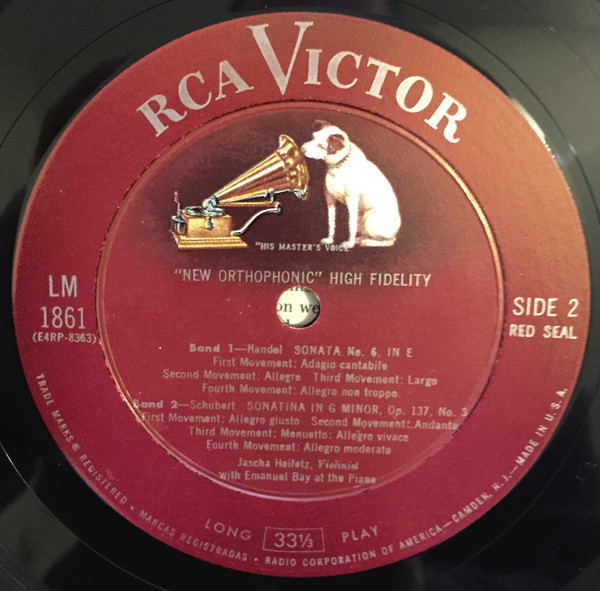 RCA VICTOR
"HIS MASTER'S VOICE"
"NEW ORTHOPHONIC" HIGH FIDELITY
LM
1861
(E4RP-8363)
SIDE 2
RED SEAL
on we
Band 1—Handel SONATA No. 6, IN E
First Movement: Adagio cantabile
Second Movement: Allegro Third Movement: Largo
Fourth Movement: Allegro non troppo
Band 2—Schubert SONATINA IN G MINOR, Op. 137, No. 3
First Movement: Allegro giusto Second Movement: Andante
Third Movement: Menuetto: Allegro vivace
Fourth Movement: Allegro moderato
Jascha Heifetz, Violinist
with Emanuel Bay at the Piano
LONG 33⅓ PLAY
TRADE MARKS ® REGISTERED • MARCAS REGISTRADAS • RADIO CORPORATION OF AMERICA—CAMDEN, N. J.—MADE IN U.S.A.